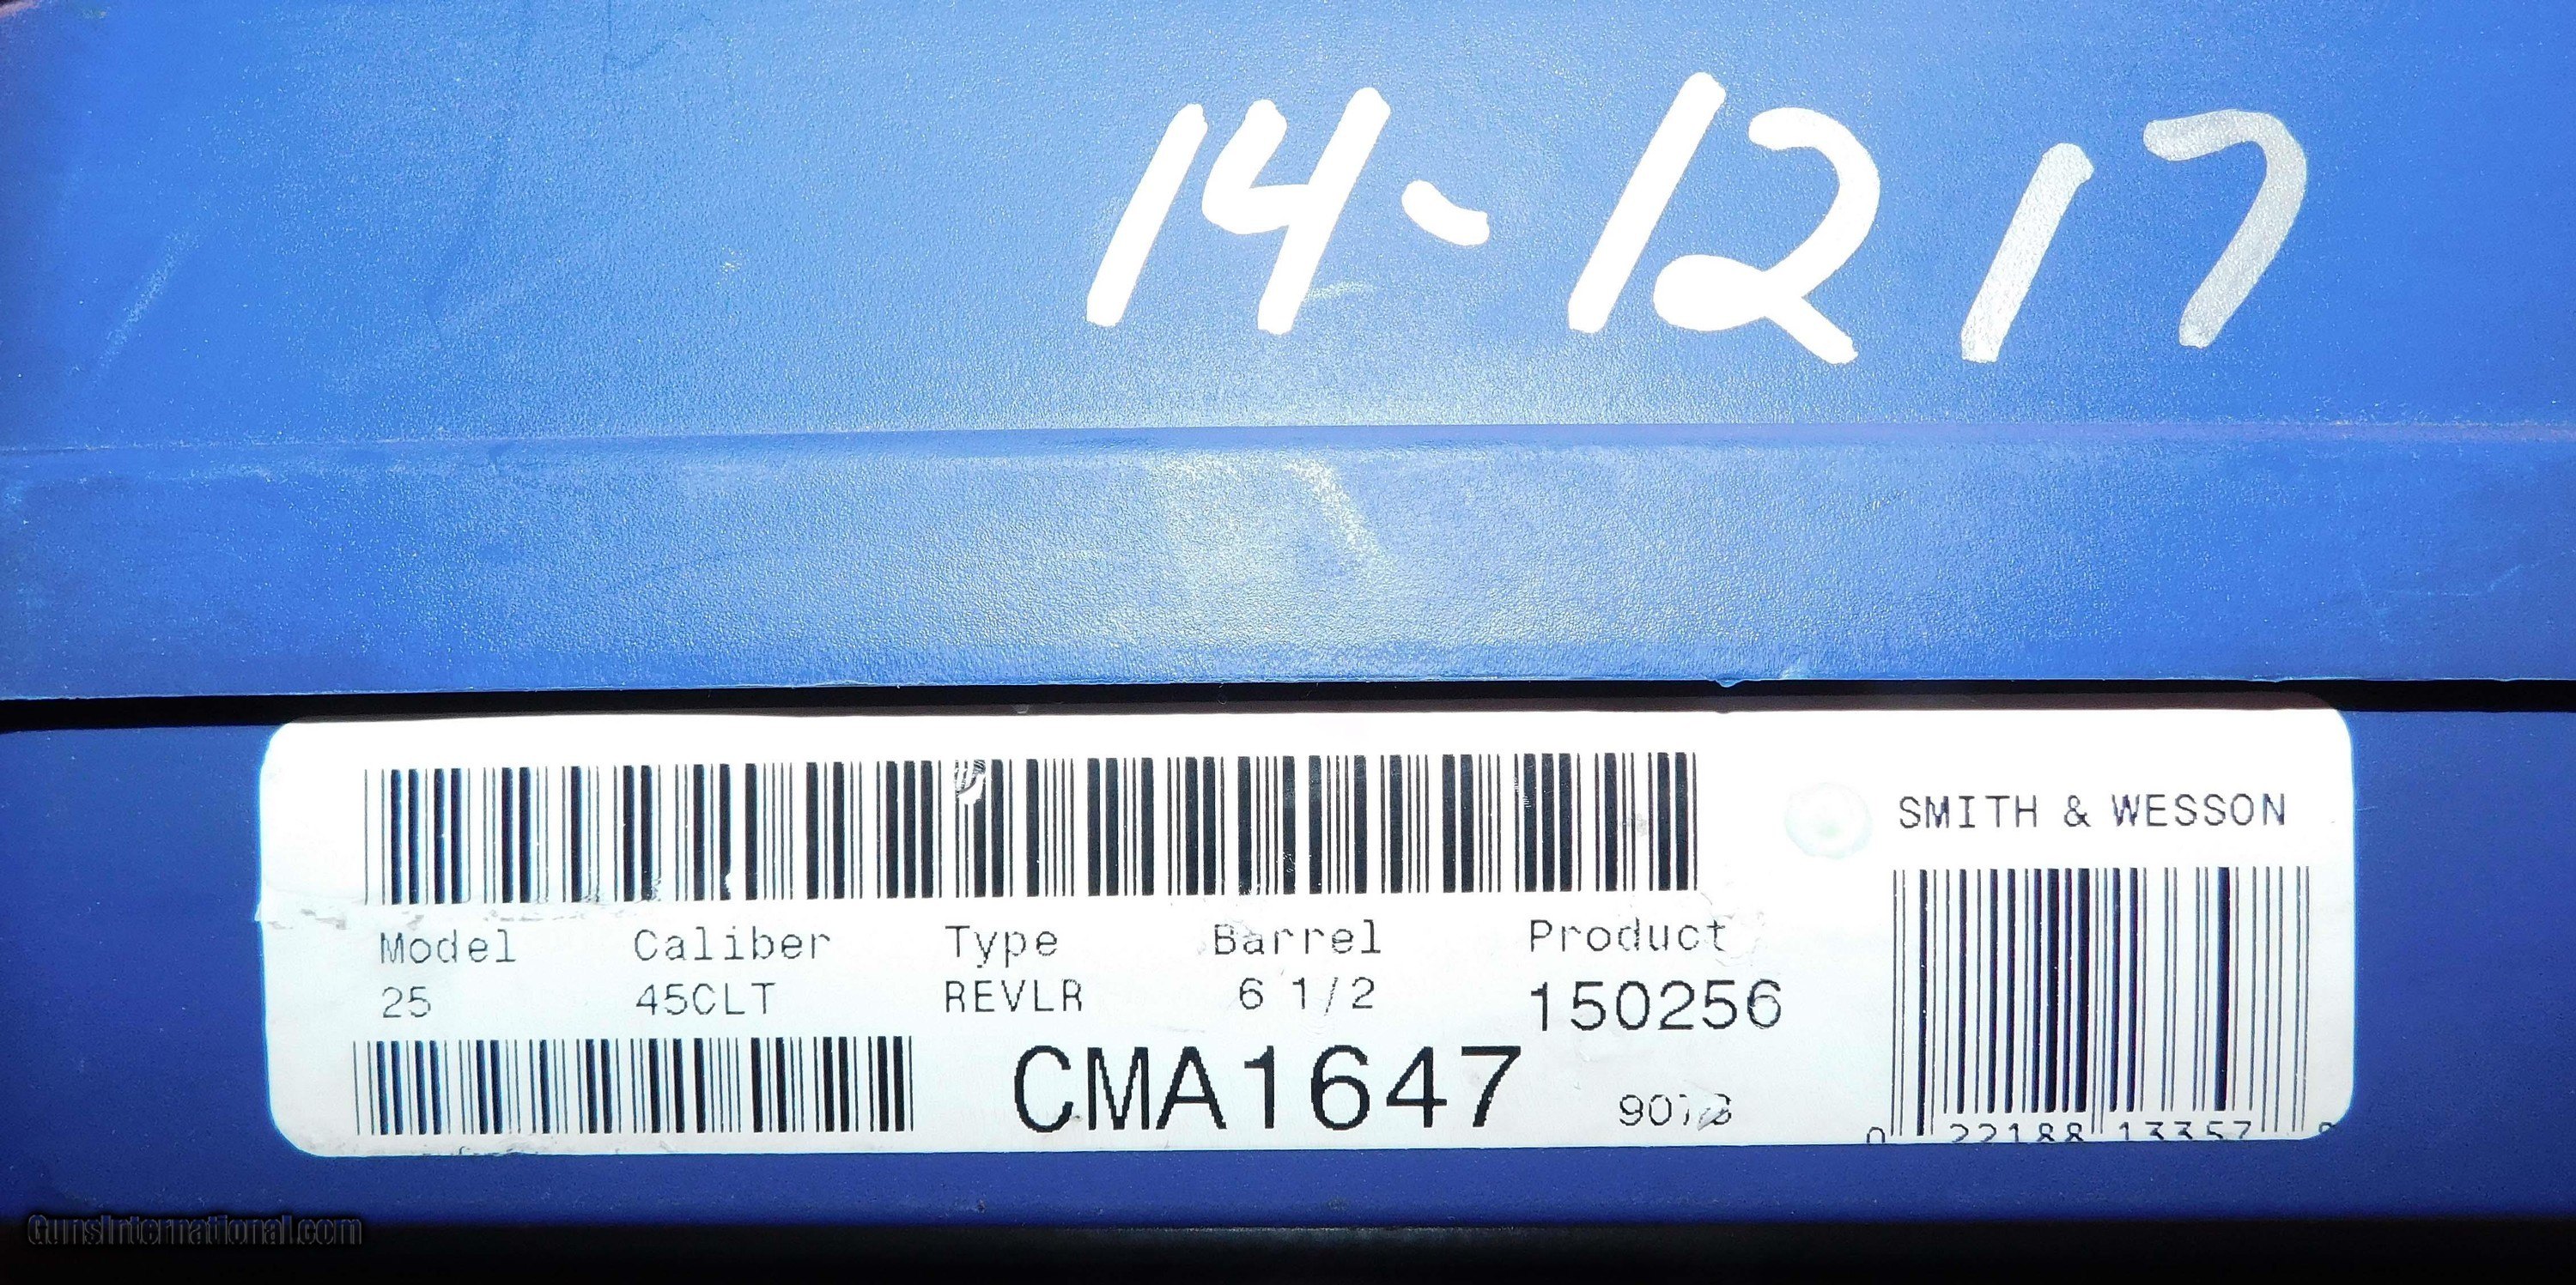 14-12 17
SMITH & WESSON
Model Caliber Type Barrel Product
25 45CLT REVLR 6 1/2 150256
CMA1647
0 22188 13357
GunsInternational.com